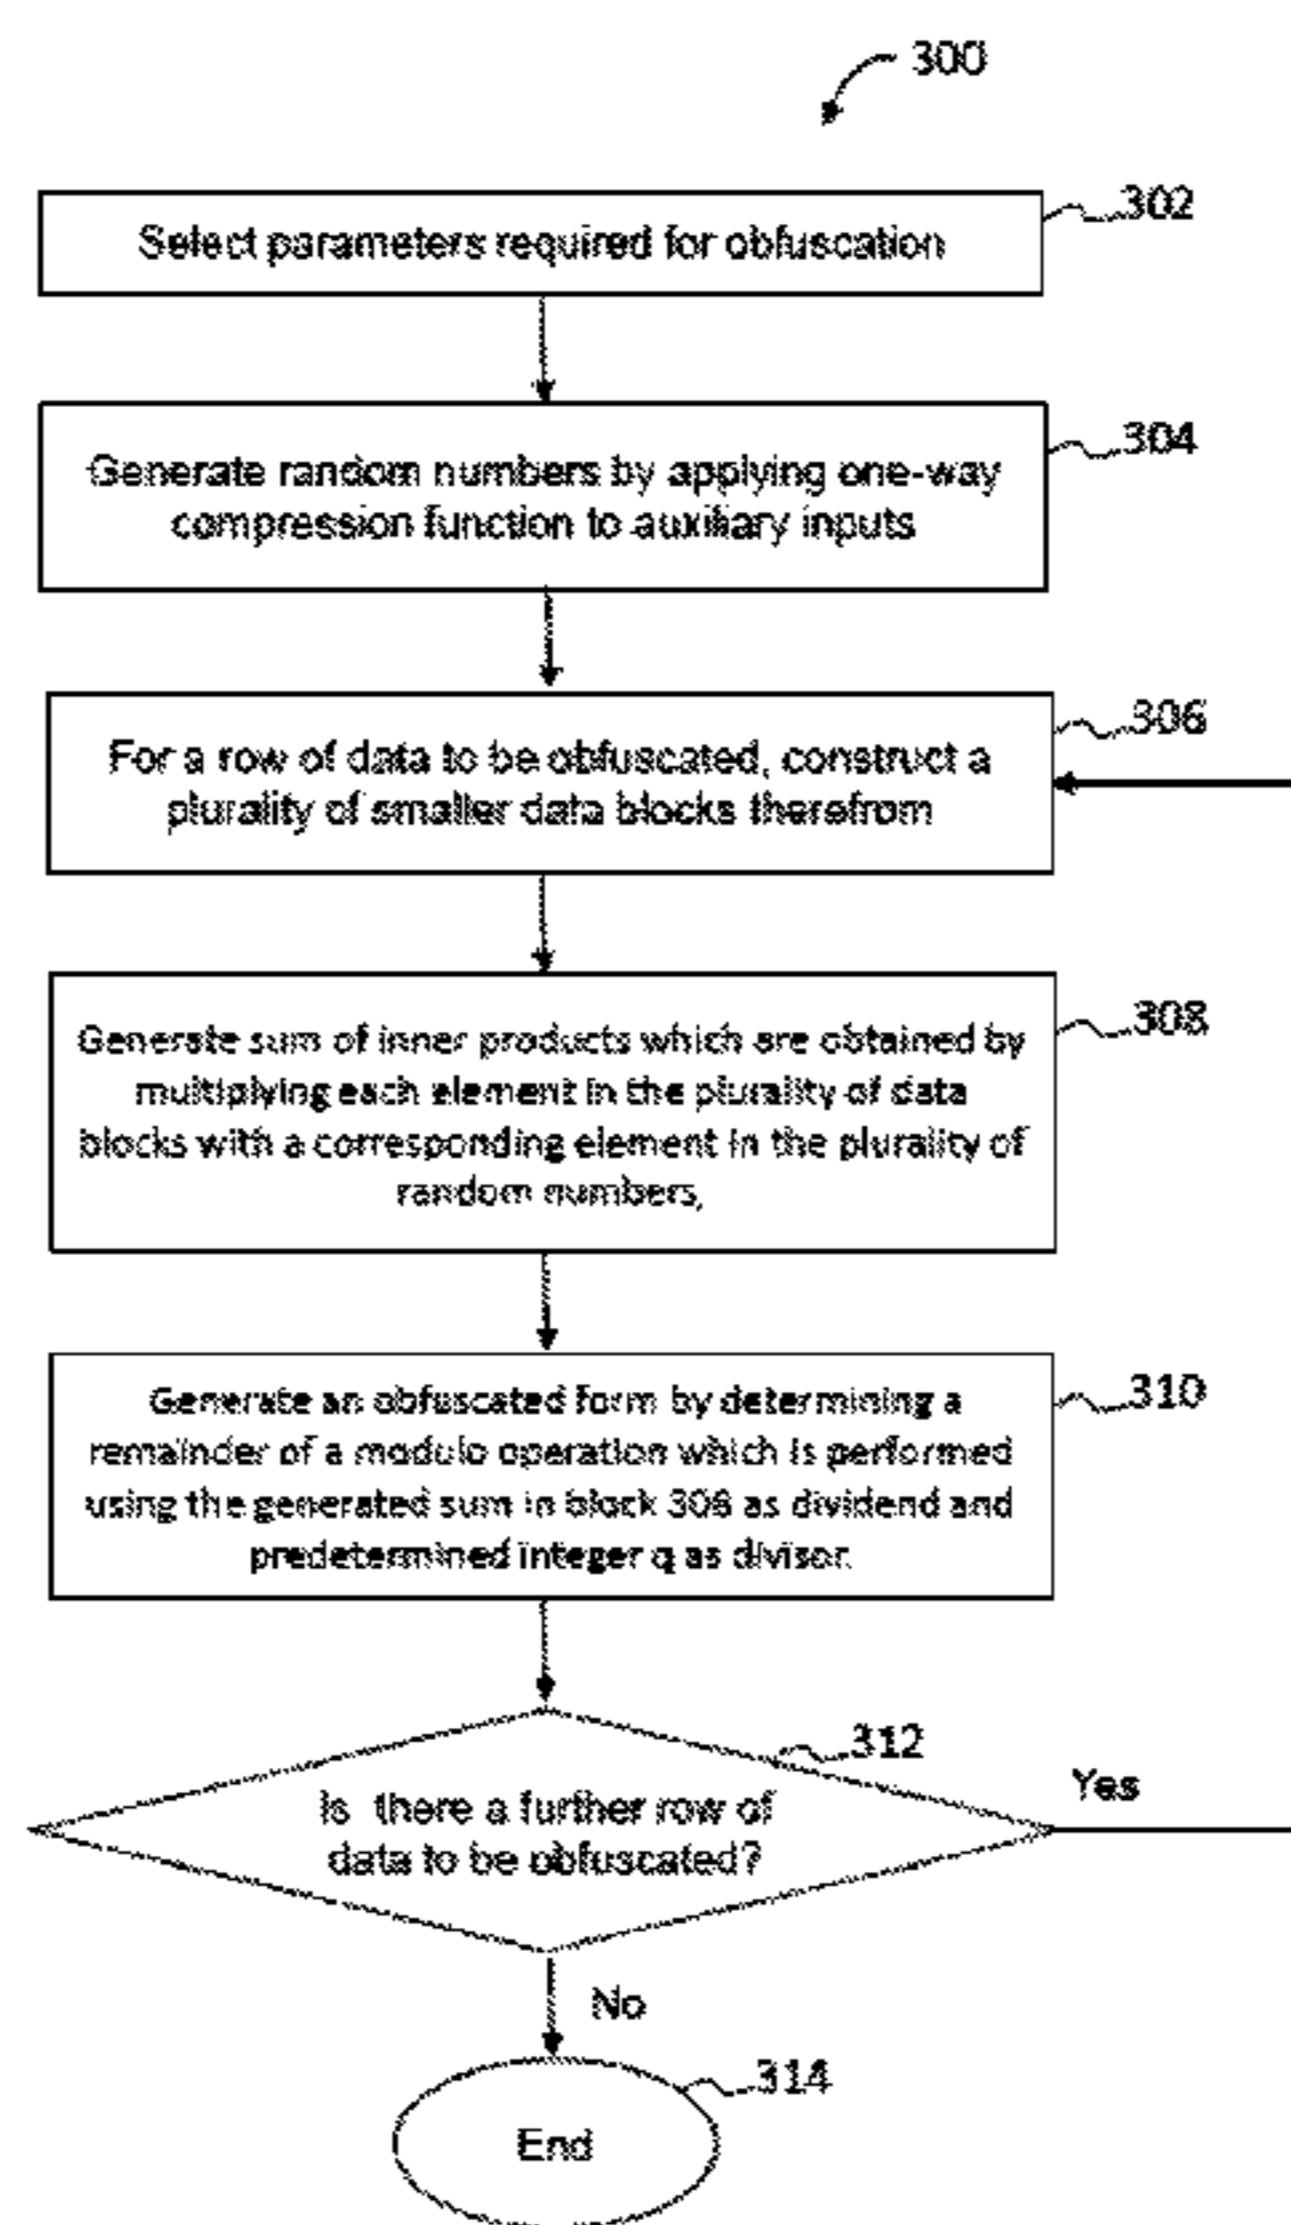 300
302
Select parameters required for obfuscation
304
Generate random numbers by applying one-way
compression function to auxiliary inputs
306
For a row of data to be obfuscated, construct a
plurality of smaller data blocks therefrom
308
Generate sum of inner products which are obtained by
multiplying each element in the plurality of data
blocks with a corresponding element in the plurality of
random numbers,
310
Generate an obfuscated form by determining a
remainder of a modulo operation which is performed
using the generated sum in block 308 as dividend and
predetermined integer q as divisor.
312
Is there a further row of
data to be obfuscated?
Yes
No
314
End